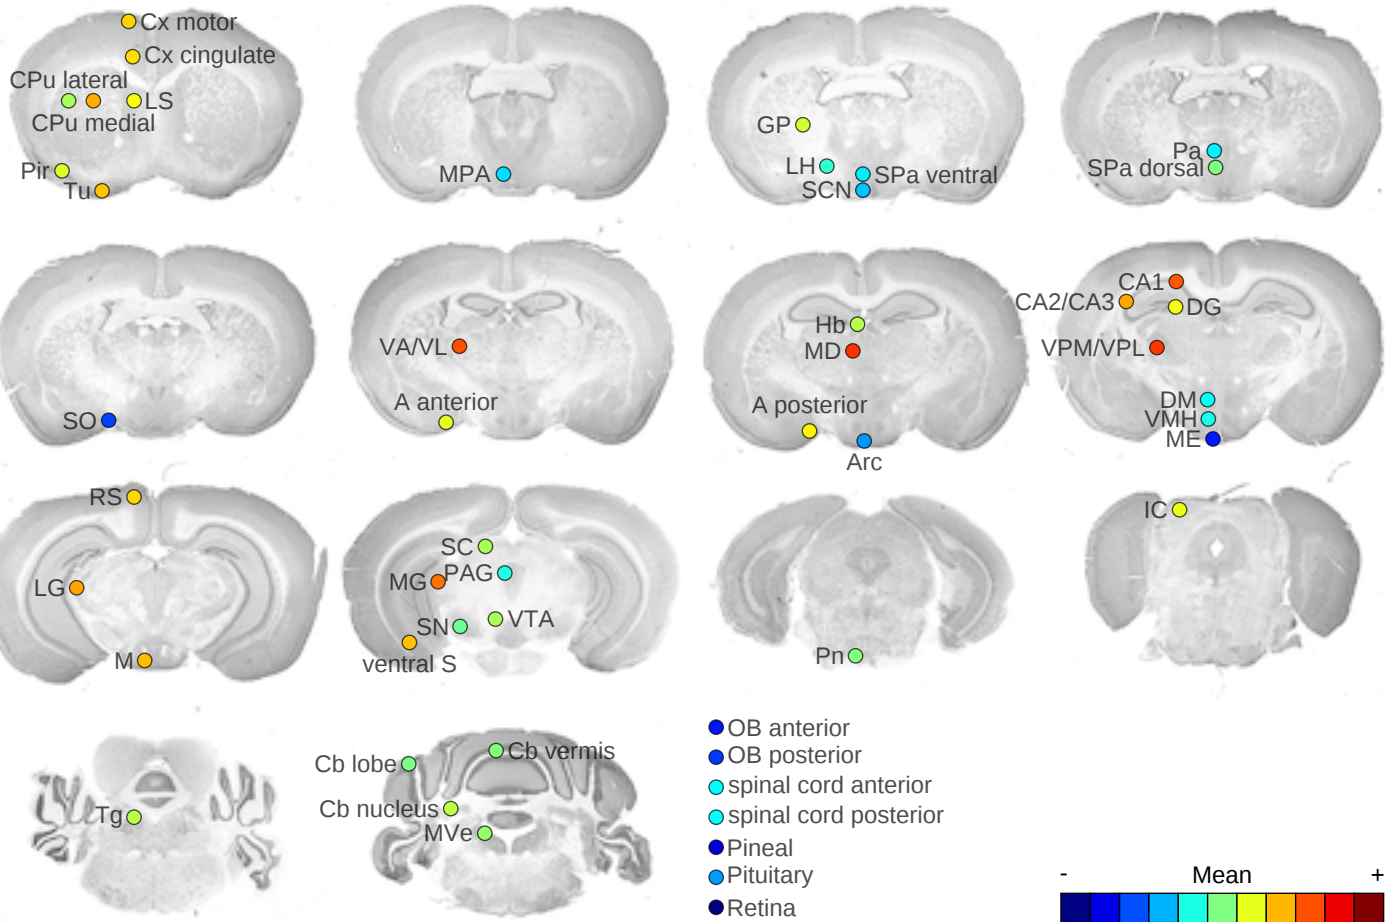 Cx motor
Cx cingulate
CPu lateral
LS
CPu medial
Pir
Tu
MPA
GP
LH
SPa ventral
SCN
Pa
SPa dorsal
SO
VA/VL
A anterior
Hb
MD
A posterior
Arc
CA1
CA2/CA3
DG
VPM/VPL
DM
VMH
ME
RS
LG
M
SC
MG
PAG
SN
VTA
ventral S
Pn
IC
Tg
Cb lobe
Cb vermis
Cb nucleus
MVe
OB anterior
OB posterior
spinal cord anterior
spinal cord posterior
Pineal
Pituitary
Retina
- Mean +